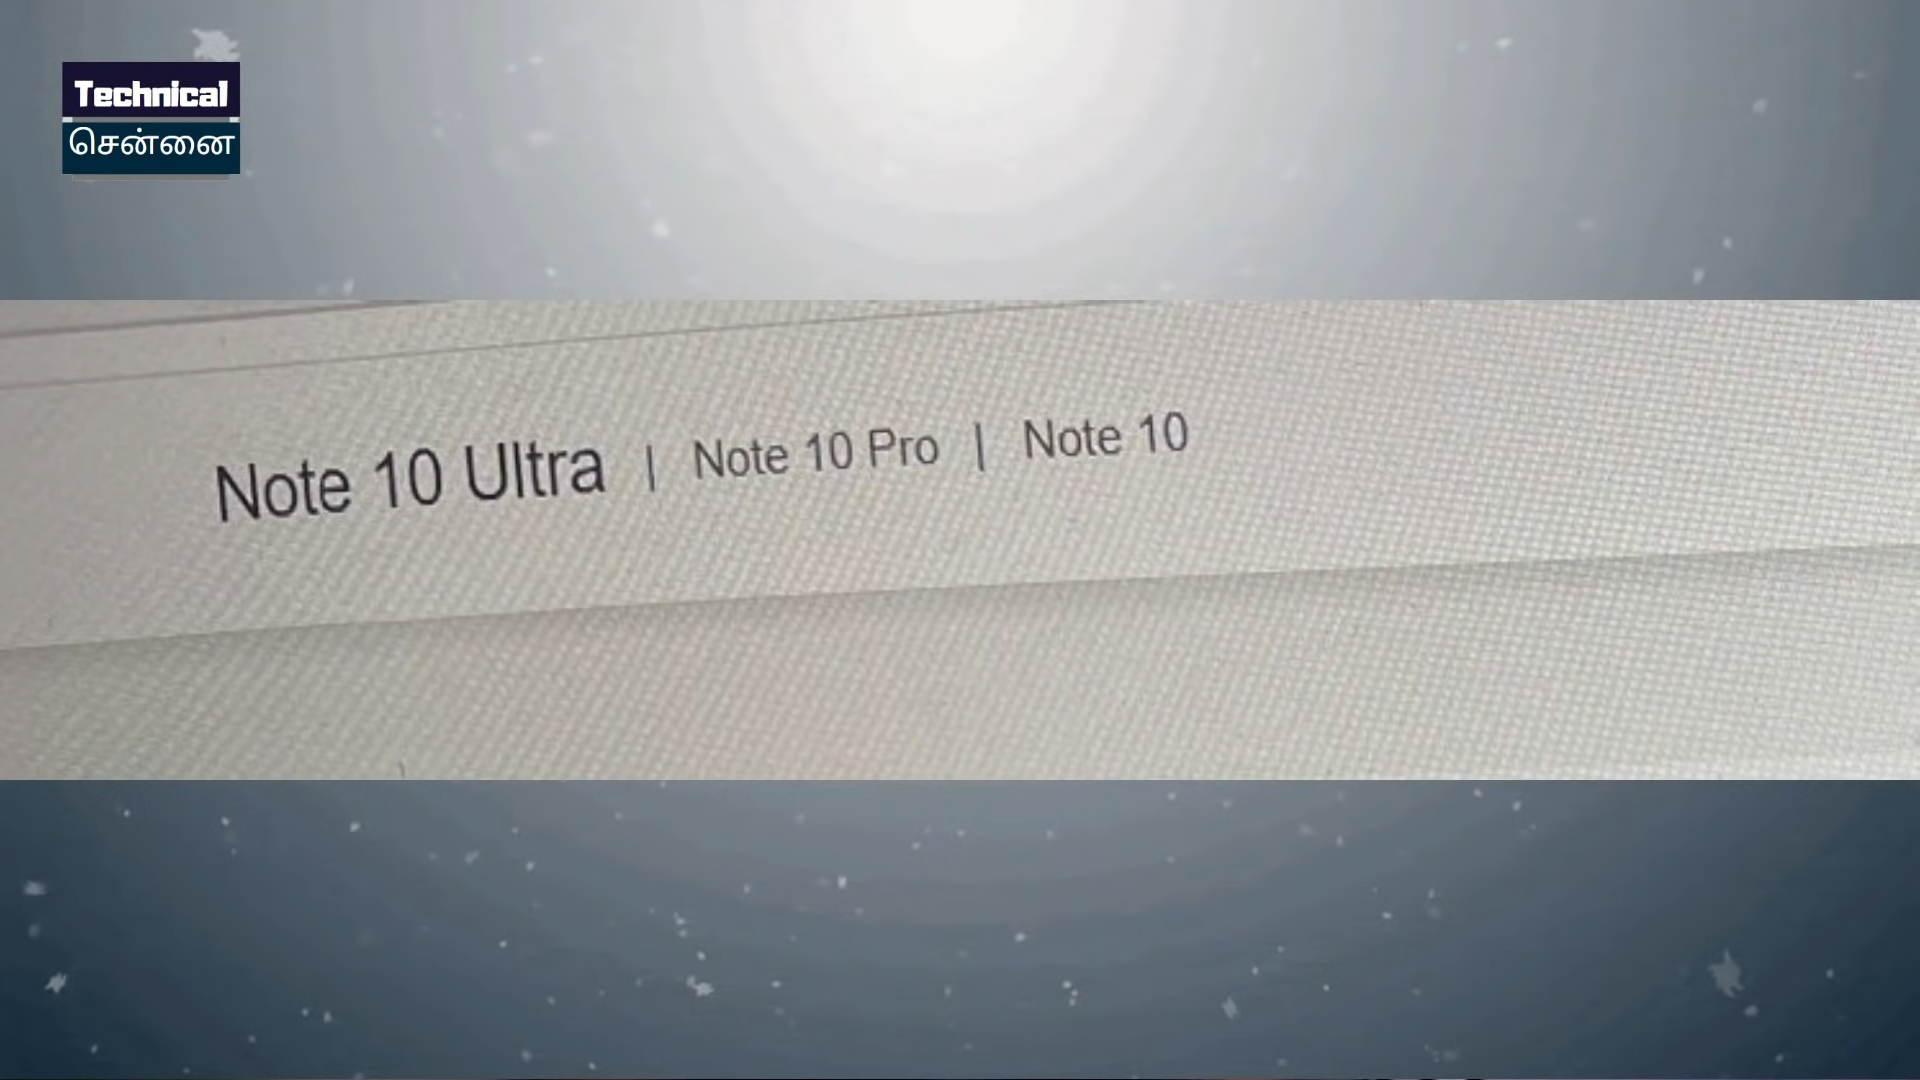 Technical
சென்னை
Note 10 Ultra | Note 10 Pro | Note 10